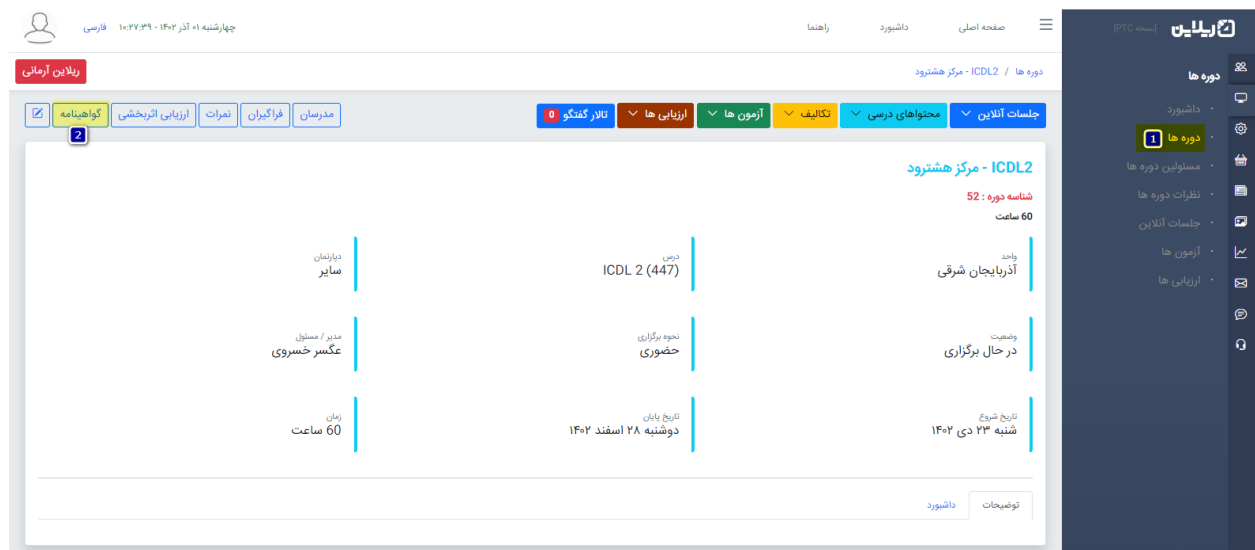 ریلاین [نسخه PTC]
صفحه اصلی داشبورد راهنما
چهارشنبه ۰۱ آذر ۱۴۰۲ - ۱۰:۲۷:۳۹ فارسی
دوره ها
داشبورد
دوره ها 1
مسئولین دوره ها
نظرات دوره ها
جلسات آنلاین
آزمون ها
ارزیابی ها
دوره ها / ICDL2 - مرکز هشترود
ریلاین آرمانی
جلسات آنلاین محتواهای درسی تکالیف آزمون ها ارزیابی ها تالار گفتگو 0
مدرسان فراگیران نمرات ارزیابی اثربخشی گواهینامه
2
ICDL2 - مرکز هشترود
شناسه دوره : 52
60 ساعت
واحد درس دپارتمان
آذربایجان شرقی ICDL 2 (447) سایر
وضعیت نحوه برگزاری مدیر / مسئول
در حال برگزاری حضوری عگسر خسروی
تاریخ شروع تاریخ پایان زمان
شنبه ۲۳ دی ۱۴۰۲ دوشنبه ۲۸ اسفند ۱۴۰۲ 60 ساعت
توضیحات داشبورد